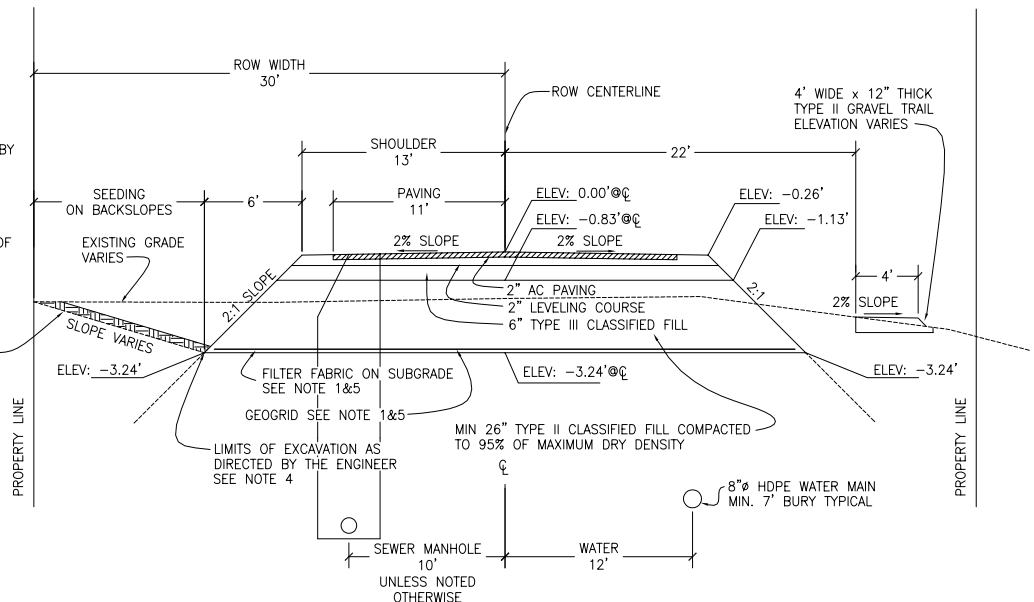 ROW WIDTH
30'
ROW CENTERLINE
4' WIDE x 12" THICK
TYPE II GRAVEL TRAIL
ELEVATION VARIES
BY
SHOULDER
13'
22'
SEEDING
ON BACKSLOPES
6'
PAVING
11'
ELEV: 0.00'@℄
ELEV: -0.26'
ELEV: -0.83'@℄
ELEV: -1.13'
OF
EXISTING GRADE
VARIES
2% SLOPE
2% SLOPE
4'
2:1 SLOPE
2" AC PAVING
2:1
2% SLOPE
2" LEVELING COURSE
6" TYPE III CLASSIFIED FILL
SLOPE VARIES
ELEV: -3.24'
FILTER FABRIC ON SUBGRADE
SEE NOTE 1&5
ELEV: -3.24'@℄
ELEV: -3.24'
GEOGRID SEE NOTE 1&5
MIN 26" TYPE II CLASSIFIED FILL COMPACTED
TO 95% OF MAXIMUM DRY DENSITY
PROPERTY LINE
LIMITS OF EXCAVATION AS
DIRECTED BY THE ENGINEER
SEE NOTE 4
℄
PROPERTY LINE
8"ø HDPE WATER MAIN
MIN. 7' BURY TYPICAL
SEWER MANHOLE
10'
UNLESS NOTED
OTHERWISE
WATER
12'